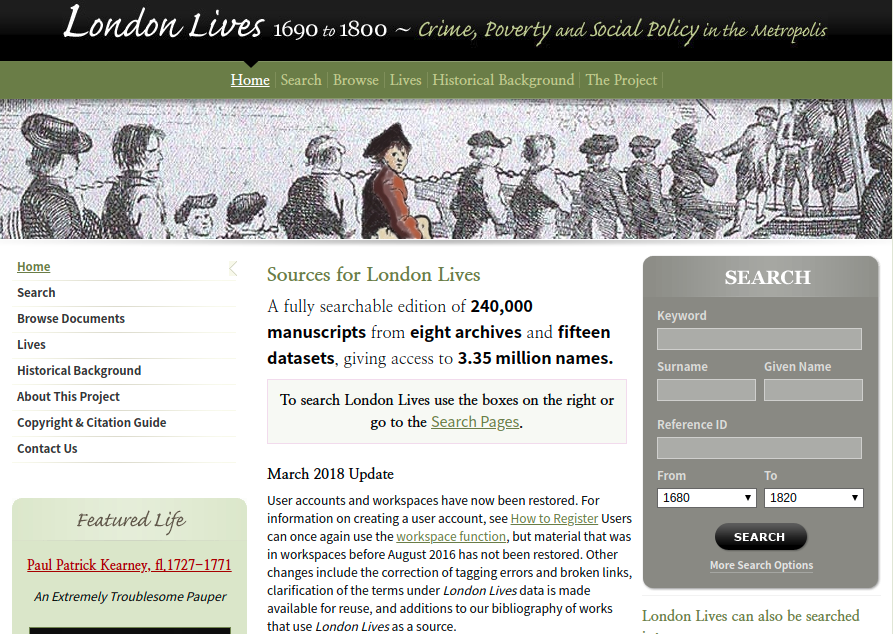 London Lives 1690 to 1800 ~ Crime, Poverty and Social Policy in the Metropolis
Home Search Browse Lives Historical Background The Project
Home
Search
Browse Documents
Lives
Historical Background
About This Project
Copyright & Citation Guide
Contact Us
Featured Life
Paul Patrick Kearney, fl.1727-1771
An Extremely Troublesome Pauper
Sources for London Lives
A fully searchable edition of 240,000
manuscripts from eight archives and fifteen
datasets, giving access to 3.35 million names.
To search London Lives use the boxes on the right or
go to the Search Pages.
March 2018 Update
User accounts and workspaces have now been restored. For
information on creating a user account, see How to Register Users
can once again use the workspace function, but material that was
in workspaces before August 2016 has not been restored. Other
changes include the correction of tagging errors and broken links,
clarification of the terms under London Lives data is made
available for reuse, and additions to our bibliography of works
that use London Lives as a source.
SEARCH
Keyword
Surname Given Name
Reference ID
From To
1680 1820
SEARCH
More Search Options
London Lives can also be searched